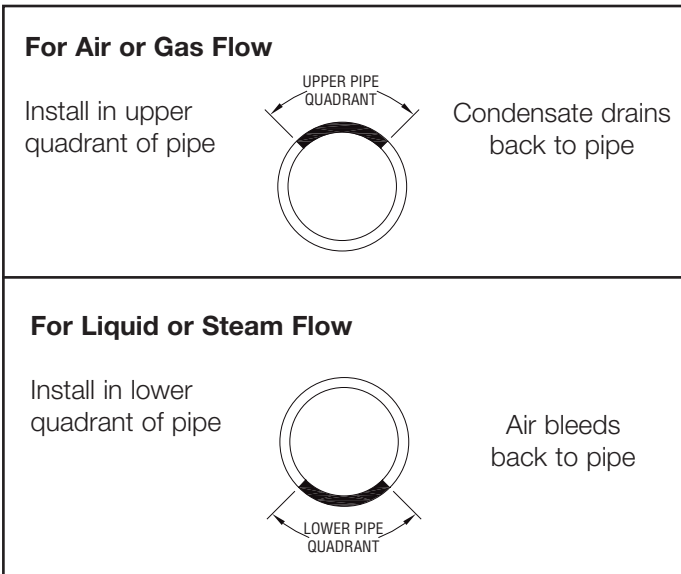 For Air or Gas Flow
Install in upper
quadrant of pipe
UPPER PIPE
QUADRANT
Condensate drains
back to pipe
For Liquid or Steam Flow
Install in lower
quadrant of pipe
LOWER PIPE
QUADRANT
Air bleeds
back to pipe